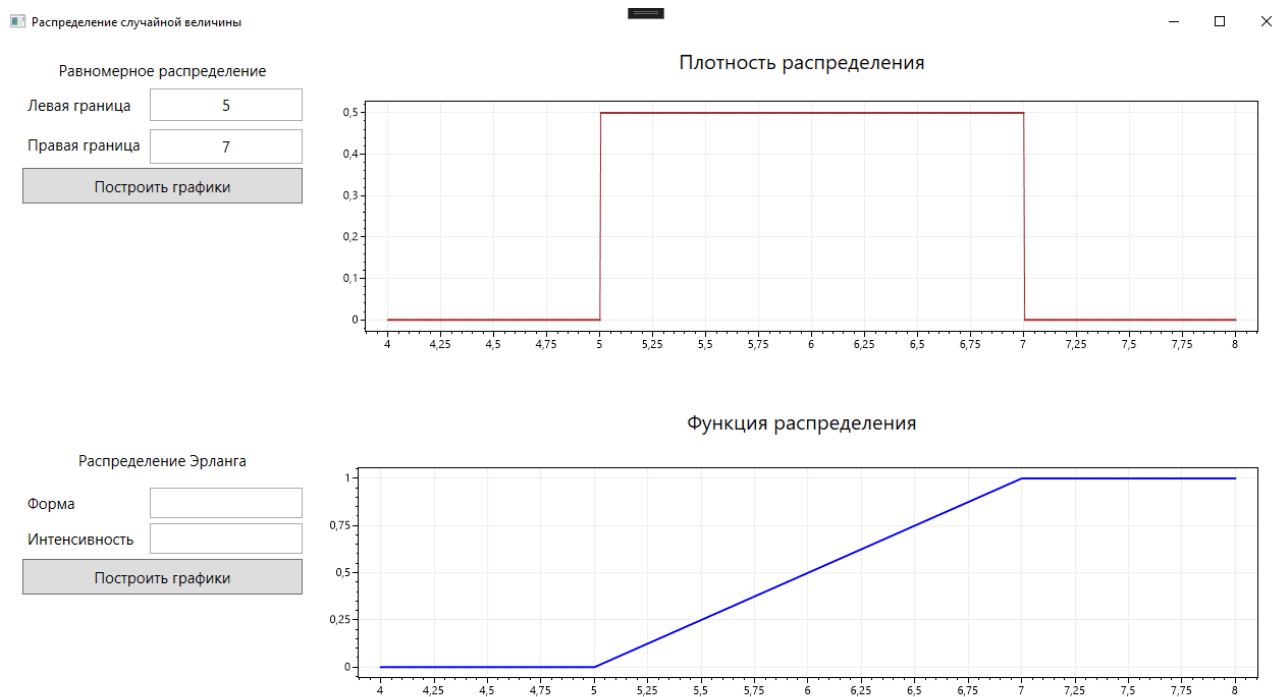 Распределение случайной величины
Равномерное распределение
Левая граница 5
Правая граница 7
Построить графики
Плотность распределения
0,5
0,4
0,3
0,2
0,1
0
4 4,25 4,5 4,75 5 5,25 5,5 5,75 6 6,25 6,5 6,75 7 7,25 7,5 7,75 8
Распределение Эрланга
Форма
Интенсивность
Построить графики
Функция распределения
1
0,75
0,5
0,25
0
4 4,25 4,5 4,75 5 5,25 5,5 5,75 6 6,25 6,5 6,75 7 7,25 7,5 7,75 8